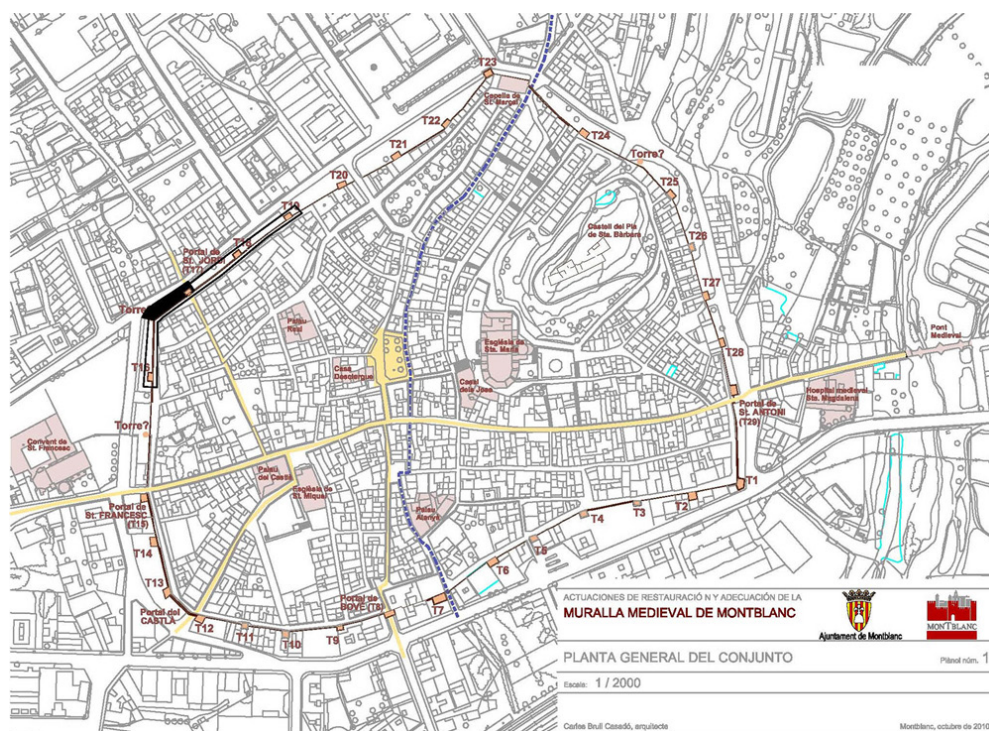 T23
Capella de
St. Marçal
T22
T24
T21
Torre?
T20
T25
T19
Castell del Pla
de Sta. Bàrbara
T26
T18
Portal de
St. JORDI
(T17)
T27
Torre
Palau
Reial
T28
Pont
Medieval
Església de
Sta. Maria
Casa
Desclergue
T16
Castell
dels Josa
Hospital medieval
Sta. Magdalena
Portal de
St. ANTONI
(T29)
Torre?
Convent de
St. Francesc
Palau
del Castlà
Església de
St. Miquel
T1
Portal de
St. FRANCESC
(T15)
Palau
Alenyà
T2
T3
T4
T14
T5
T6
T13
Portal del
CASTLÀ
Portal de
BOVÉ (T8)
T7
T12
T11
T10
T9
ACTUACIONES DE RESTAURACIÓ N Y ADECUACIÓN DE LA
MURALLA MEDIEVAL DE MONTBLANC
Ajuntament de Montblanc
MONTBLANC
PLANTA GENERAL DEL CONJUNTO
Plànol núm. 1
Escala: 1 / 2000
Carles Brull Casadó, arquitecte
Montblanc, octubre de 2010